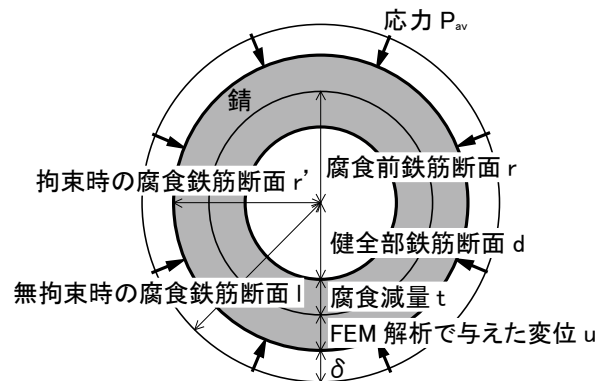 応力 Pav
錆
拘束時の腐食鉄筋断面 r'
腐食前鉄筋断面 r
健全部鉄筋断面 d
無拘束時の腐食鉄筋断面 l
腐食減量 t
FEM 解析で与えた変位 u
δ